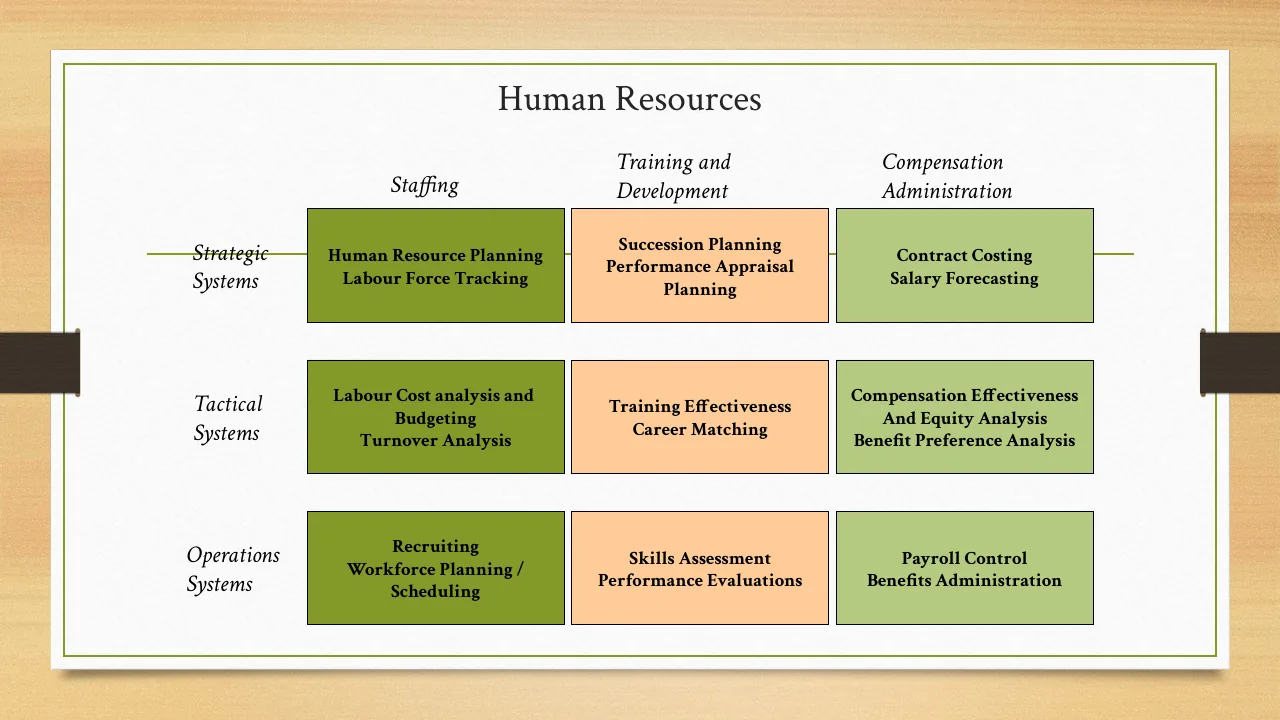 Human Resources
Staffing
Training and
Development
Compensation
Administration
Strategic
Systems
Human Resource Planning
Labour Force Tracking
Succession Planning
Performance Appraisal
Planning
Contract Costing
Salary Forecasting
Tactical
Systems
Labour Cost analysis and
Budgeting
Turnover Analysis
Training Effectiveness
Career Matching
Compensation Effectiveness
And Equity Analysis
Benefit Preference Analysis
Operations
Systems
Recruiting
Workforce Planning /
Scheduling
Skills Assessment
Performance Evaluations
Payroll Control
Benefits Administration